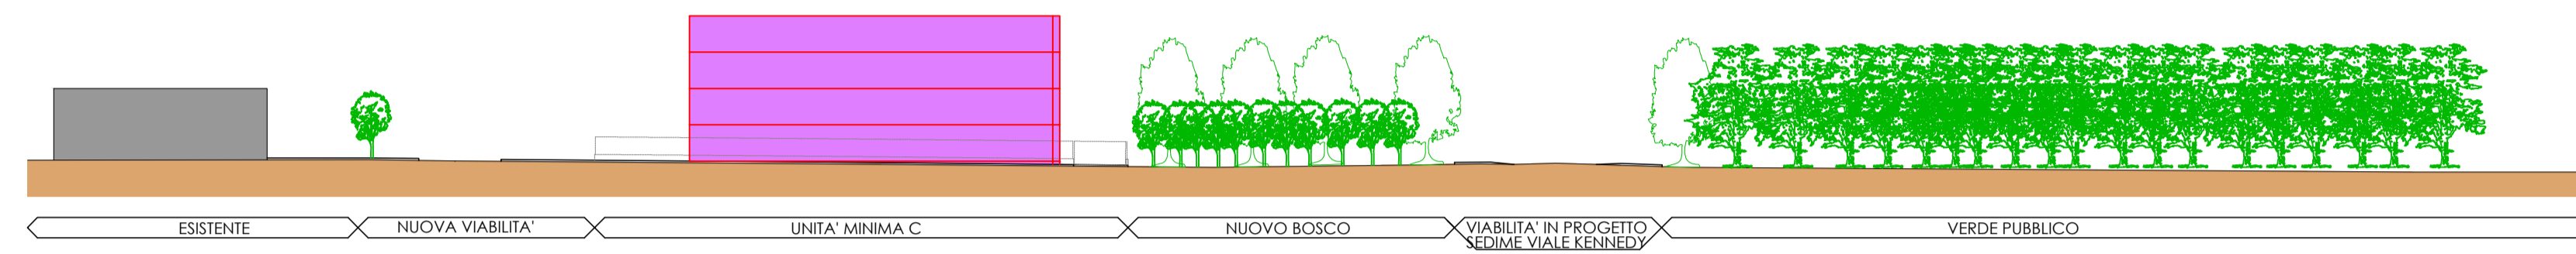 ESISTENTE
NUOVA VIABILITA'
UNITA' MINIMA C
NUOVO BOSCO
VIABILITA' IN PROGETTO
SEDIME VIALE KENNEDY
VERDE PUBBLICO